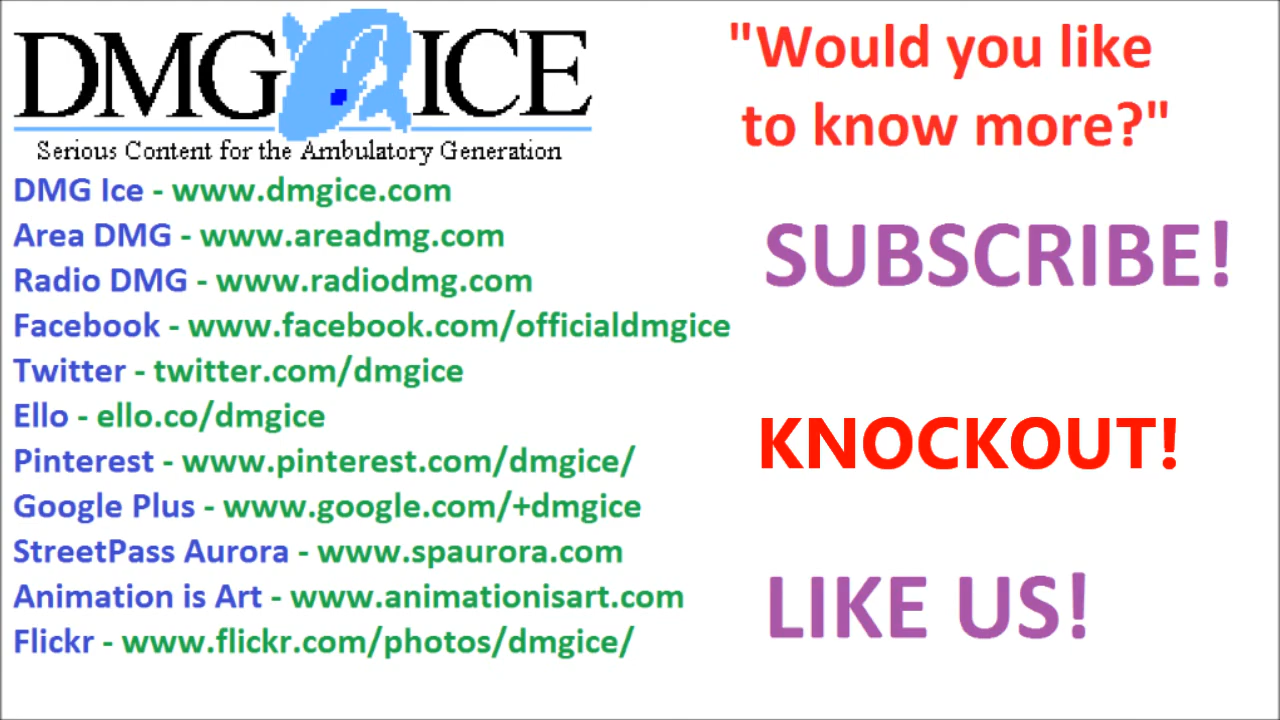 DMG ICE
Serious Content for the Ambulatory Generation
DMG Ice - www.dmgice.com
Area DMG - www.areadmg.com
Radio DMG - www.radiodmg.com
Facebook - www.facebook.com/officialdmgice
Twitter - twitter.com/dmgice
Ello - ello.co/dmgice
Pinterest - www.pinterest.com/dmgice/
Google Plus - www.google.com/+dmgice
StreetPass Aurora - www.spaurora.com
Animation is Art - www.animationisart.com
Flickr - www.flickr.com/photos/dmgice/
"Would you like
to know more?"
SUBSCRIBE!
KNOCKOUT!
LIKE US!